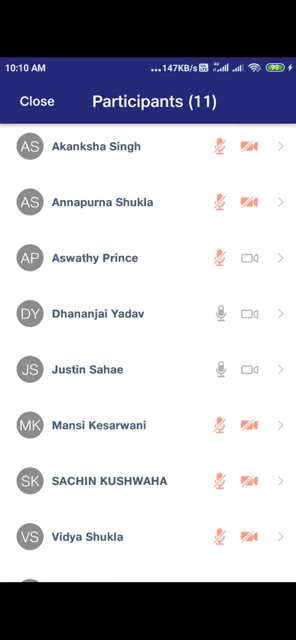 10:10 AM
...147KB/s 4G 99
Close Participants (11)
AS Akanksha Singh
AS Annapurna Shukla
AP Aswathy Prince
DY Dhananjai Yadav
JS Justin Sahae
MK Mansi Kesarwani
SK SACHIN KUSHWAHA
VS Vidya Shukla